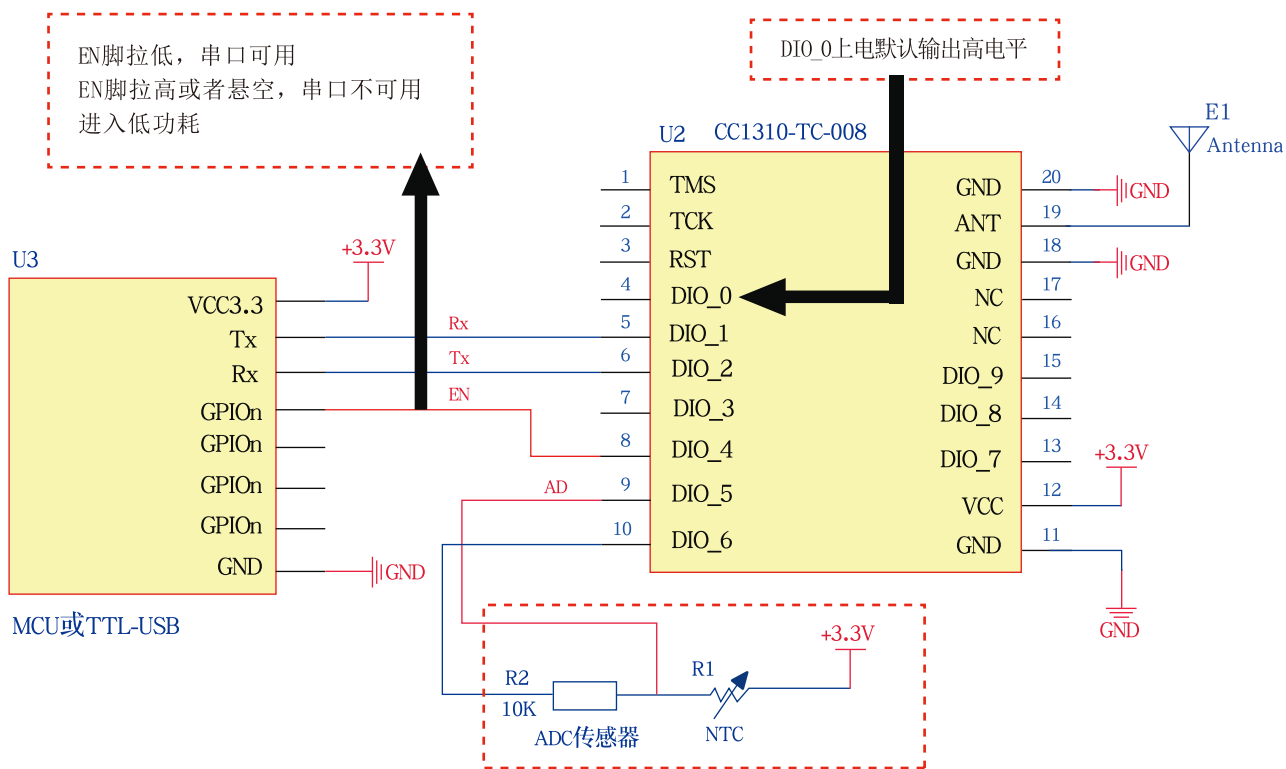 EN脚拉低，串口可用
EN脚拉高或者悬空，串口不可用
进入低功耗
DIO_0上电默认输出高电平
U3
+3.3V
VCC3.3
Tx
Rx
GPIOn
GPIOn
GPIOn
GPIOn
GND
GND
MCU或TTL-USB
Rx
Tx
EN
AD
U2 CC1310-TC-008
1 TMS
2 TCK
3 RST
4 DIO_0
5 DIO_1
6 DIO_2
7 DIO_3
8 DIO_4
9 DIO_5
10 DIO_6
GND 20 GND
ANT 19
GND 18 GND
NC 17
NC 16
DIO_9 15
DIO_8 14
DIO_7 13
VCC 12
GND 11
E1
Antenna
+3.3V
GND
R2
10K
ADC传感器
R1
NTC
+3.3V